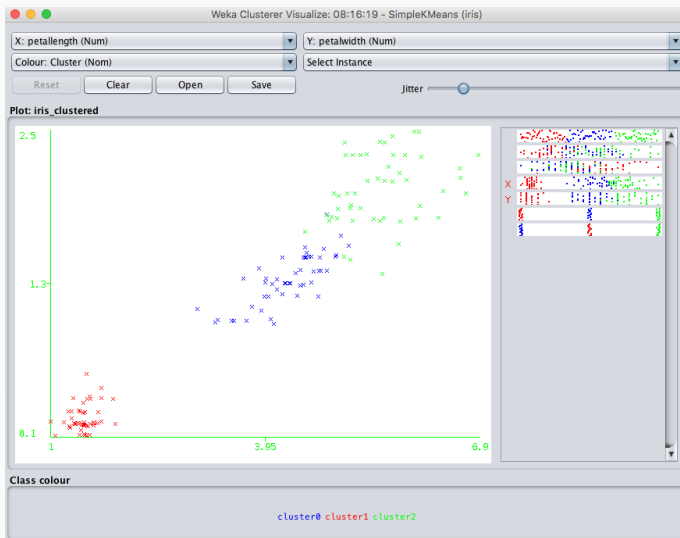 Weka Clusterer Visualize: 08:16:19 - SimpleKMeans (iris)
X: petallength (Num) Y: petalwidth (Num)
Colour: Cluster (Nom) Select Instance
Reset Clear Open Save Jitter
Plot: iris_clustered
2.5
X
Y
1.3
0.1
1 3.95 6.9
Class colour
cluster0 cluster1 cluster2